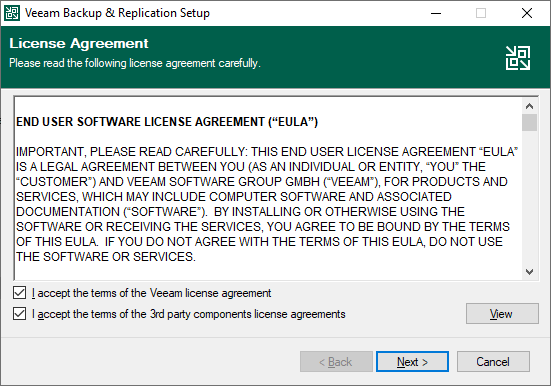 Veeam Backup & Replication Setup
License Agreement
Please read the following license agreement carefully.
END USER SOFTWARE LICENSE AGREEMENT (“EULA”)
IMPORTANT, PLEASE READ CAREFULLY: THIS END USER LICENSE AGREEMENT “EULA”
IS A LEGAL AGREEMENT BETWEEN YOU (AS AN INDIVIDUAL OR ENTITY, “YOU” THE
“CUSTOMER”) AND VEEAM SOFTWARE GROUP GMBH (“VEEAM”), FOR PRODUCTS AND
SERVICES, WHICH MAY INCLUDE COMPUTER SOFTWARE AND ASSOCIATED
DOCUMENTATION (“SOFTWARE”).  BY INSTALLING OR OTHERWISE USING THE
SOFTWARE OR RECEIVING THE SERVICES, YOU AGREE TO BE BOUND BY THE TERMS
OF THIS EULA.  IF YOU DO NOT AGREE WITH THE TERMS OF THIS EULA, DO NOT USE
THE SOFTWARE OR SERVICES.
I accept the terms of the Veeam license agreement
I accept the terms of the 3rd party components license agreements
View
< Back
Next >
Cancel